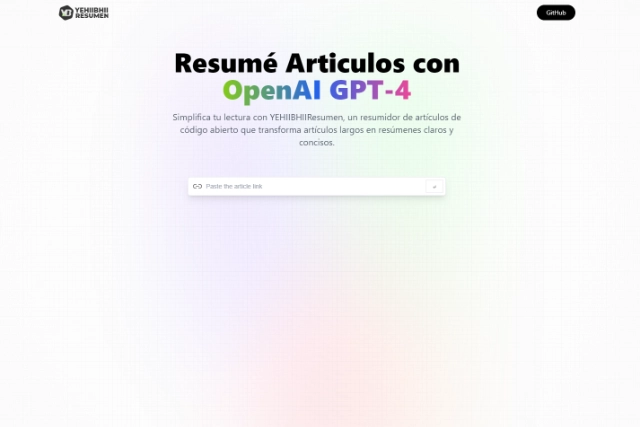 YEHIIBHII
RESUMEN
GitHub
Resumé Articulos con
OpenAI GPT-4
Simplifica tu lectura con YEHIIBHIIResumen, un resumidor de artículos de
código abierto que transforma artículos largos en resúmenes claros y
concisos.
Paste the article link